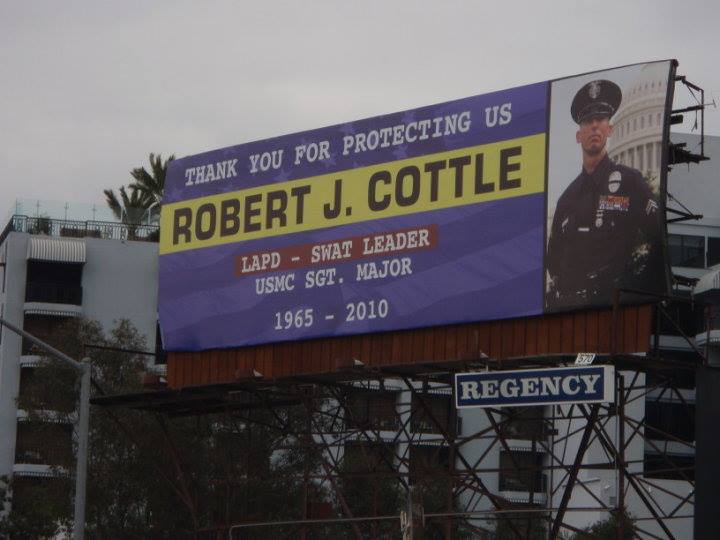 THANK YOU FOR PROTECTING US
ROBERT J. COTTLE
LAPD - SWAT LEADER
USMC SGT. MAJOR
1965 - 2010
REGENCY